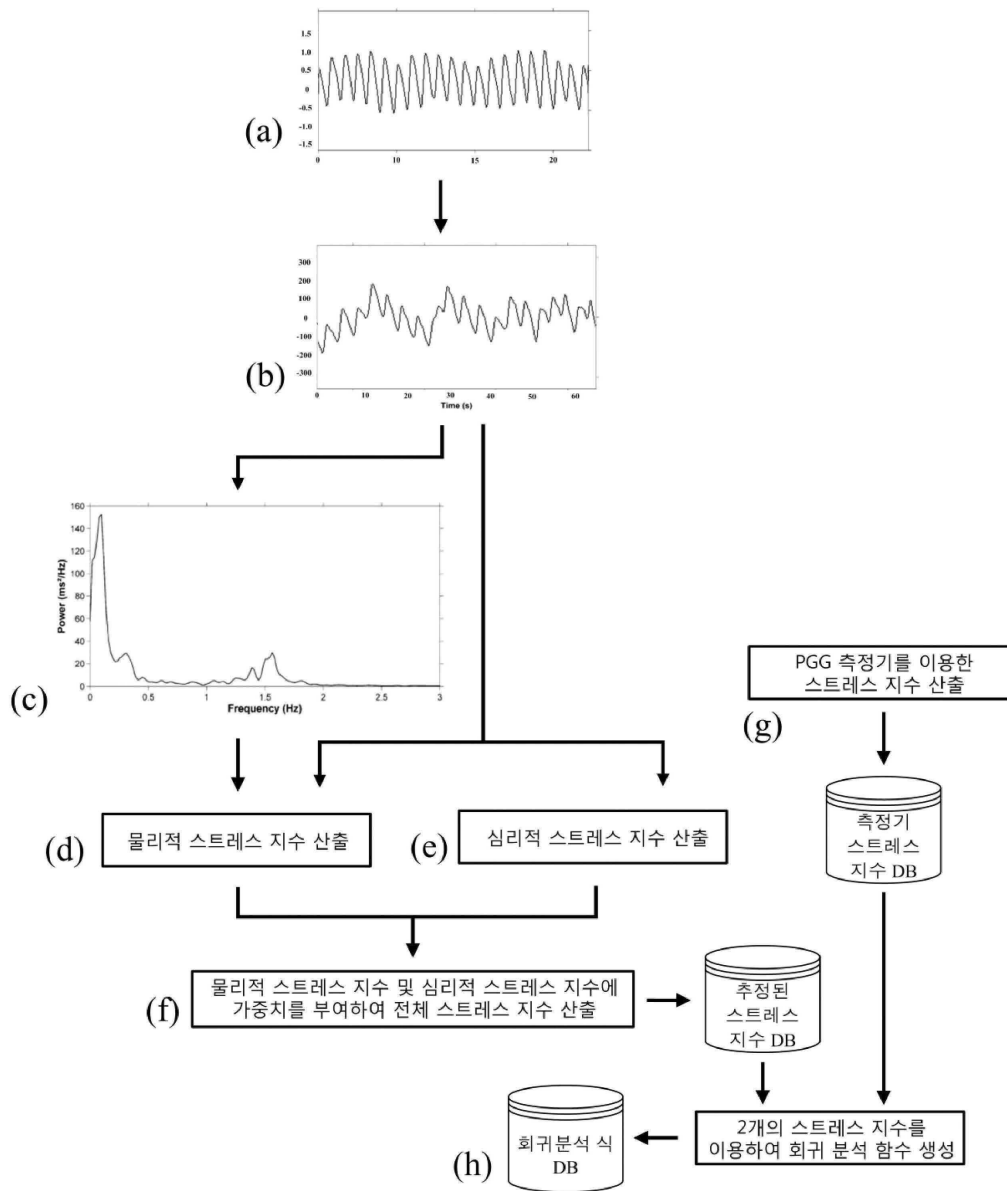 1.5
1.0
0.5
0
-0.5
-1.0
-1.5
(a)
0 10 15 20
300
200
100
0
-100
-200
-300
(b)
0 10 20 30 40 50 60
Time (s)
160
140
120
100
80
60
40
20
0
Power (ms²/Hz)
(c)
0 0.5 1 1.5 2 2.5 3
Frequency (Hz)
PGG 측정기를 이용한
스트레스 지수 산출
(g)
측정기
스트레스
지수 DB
(d)
물리적 스트레스 지수 산출
(e)
심리적 스트레스 지수 산출
(f)
물리적 스트레스 지수 및 심리적 스트레스 지수에
가중치를 부여하여 전체 스트레스 지수 산출
추정된
스트레스
지수 DB
2개의 스트레스 지수를
이용하여 회귀 분석 함수 생성
(h)
회귀분석 식
DB